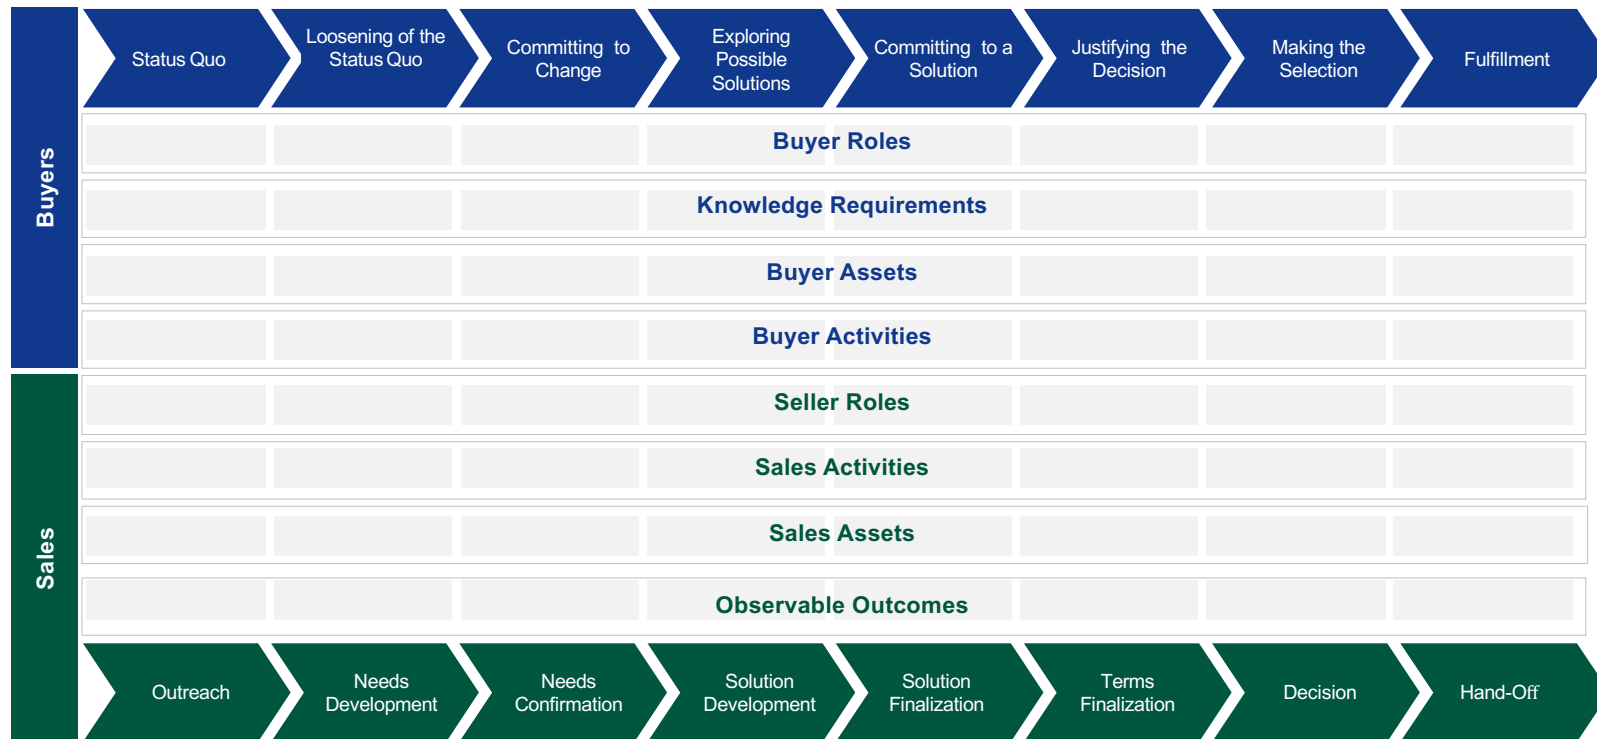 Status Quo
Loosening of the
Status Quo
Committing to
Change
Exploring
Possible
Solutions
Committing to a
Solution
Justifying the
Decision
Making the
Selection
Fulfillment
Buyers
Buyer Roles
Knowledge Requirements
Buyer Assets
Buyer Activities
Sales
Seller Roles
Sales Activities
Sales Assets
Observable Outcomes
Outreach
Needs
Development
Needs
Confirmation
Solution
Development
Solution
Finalization
Terms
Finalization
Decision
Hand-Off